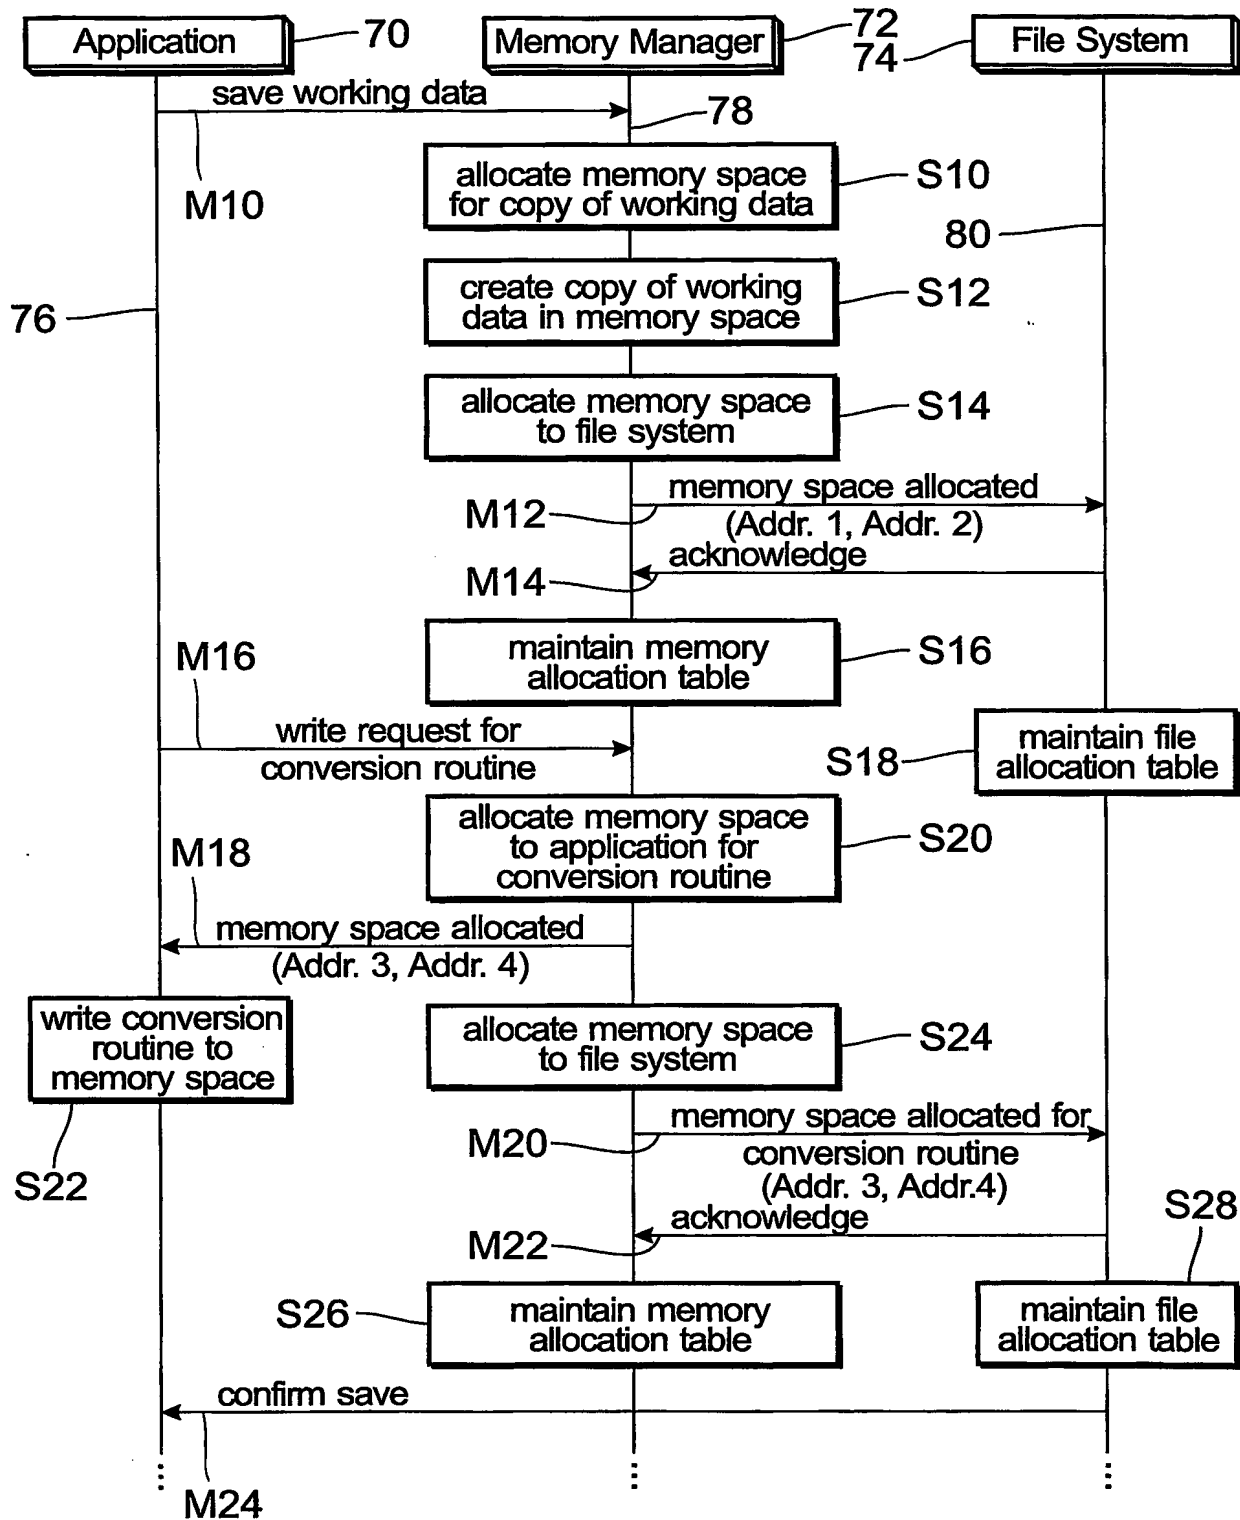 Application
70
Memory Manager
72
74
File System
save working data
78
M10
allocate memory space
for copy of working data
S10
80
76
create copy of working
data in memory space
S12
allocate memory space
to file system
S14
memory space allocated
M12
(Addr. 1, Addr. 2)
acknowledge
M14
maintain memory
allocation table
S16
M16
write request for
conversion routine
S18
maintain file
allocation table
allocate memory space
to application for
conversion routine
S20
M18
memory space allocated
(Addr. 3, Addr. 4)
write conversion
routine to
memory space
S22
allocate memory space
to file system
S24
memory space allocated for
M20
conversion routine
(Addr. 3, Addr.4)
acknowledge
M22
S28
S26
maintain memory
allocation table
maintain file
allocation table
confirm save
M24